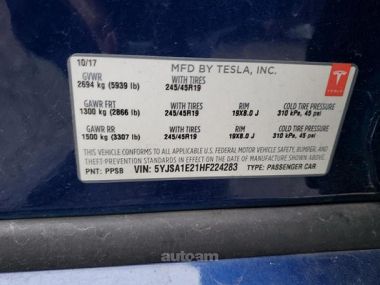 10/17 MFD BY TESLA, INC.
GVWR WITH TIRES
2694 kg (5939 lb) 245/45R19
GAWR FRT WITH TIRES RIM COLD TIRE PRESSURE
1300 kg (2866 lb) 245/45R19 19X8.0 J 310 kPa, 45 psi
GAWR RR WITH TIRES RIM COLD TIRE PRESSURE
1500 kg (3307 lb) 245/45R19 19X8.0 J 310 kPa, 45 psi
THIS VEHICLE CONFORMS TO ALL APPLICABLE U.S. FEDERAL MOTOR VEHICLE SAFETY, BUMPER,
AND THEFT PREVENTION STANDARDS IN EFFECT ON THE DATE OF MANUFACTURE SHOWN ABOVE.
PNT: PPSB VIN: 5YJSA1E21HF224283 TYPE: PASSENGER CAR
TESLA
autoam